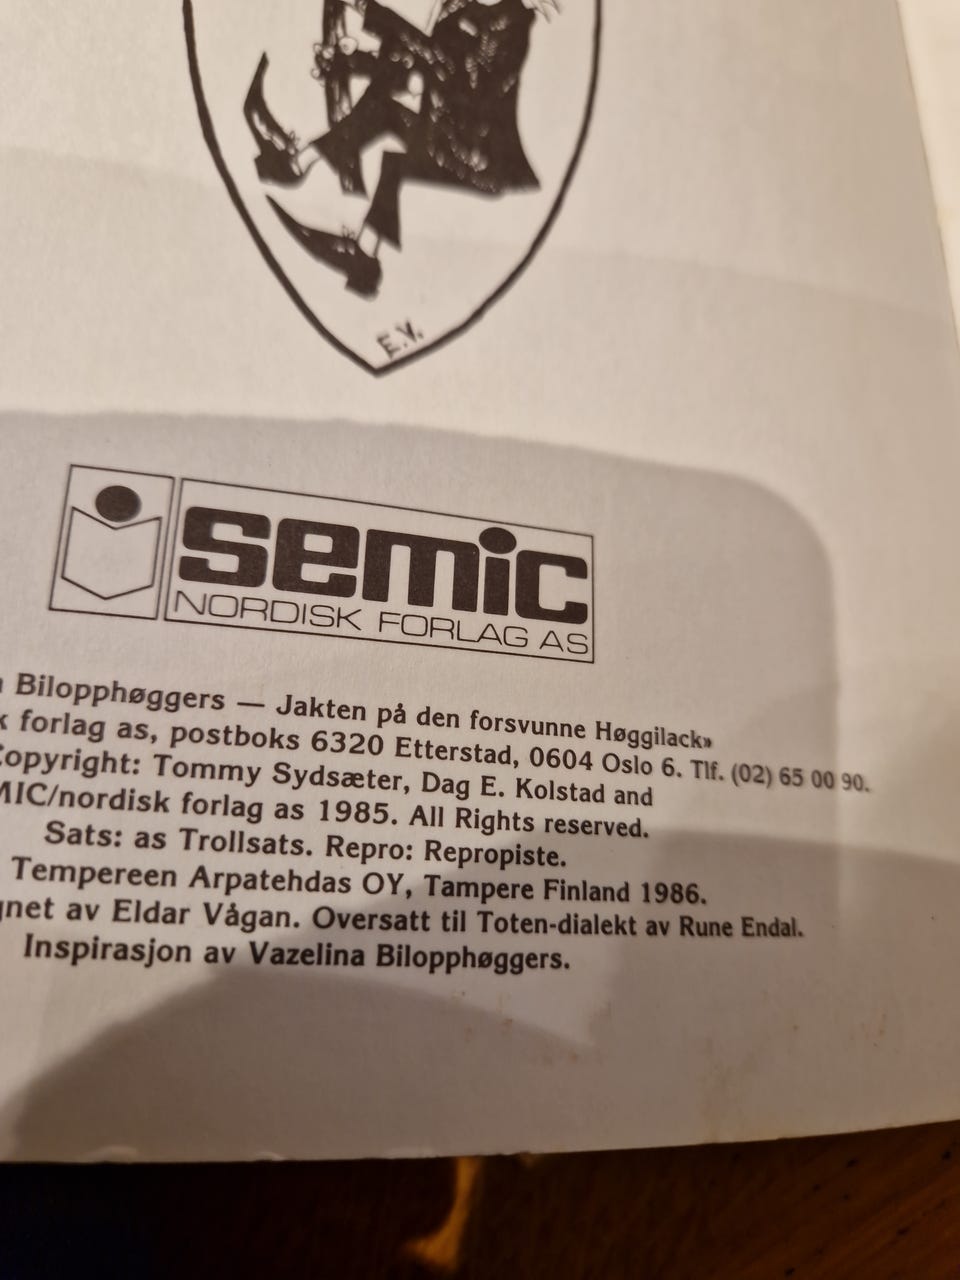 E.V.
semic
NORDISK FORLAG AS
Bilopphøggers — Jakten på den forsvunne Høggilack»
forlag as, postboks 6320 Etterstad, 0604 Oslo 6. Tlf. (02) 65 00 90.
Copyright: Tommy Sydsæter, Dag E. Kolstad and
MIC/nordisk forlag as 1985. All Rights reserved.
Sats: as Trollsats. Repro: Repropiste.
Tempereen Arpatehdas OY, Tampere Finland 1986.
gnet av Eldar Vågan. Oversatt til Toten-dialekt av Rune Endal.
Inspirasjon av Vazelina Bilopphøggers.